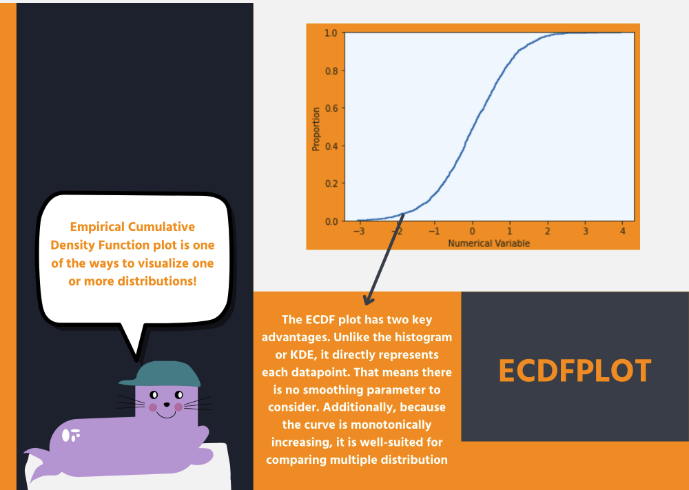 Empirical Cumulative
Density Function plot is one
of the ways to visualize one
or more distributions!
1.0
0.8
0.6
0.4
0.2
0.0
Proportion
−3
−2
−1
0
1
2
3
4
Numerical Variable
The ECDF plot has two key
advantages. Unlike the histogram
or KDE, it directly represents
each datapoint. That means there
is no smoothing parameter to
consider. Additionally, because
the curve is monotonically
increasing, it is well-suited for
comparing multiple distribution
ECDFPLOT